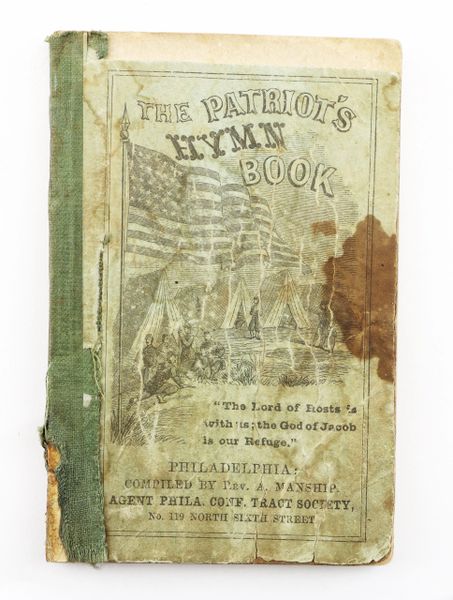 THE PATRIOT'S
HYMN
BOOK
"The Lord of Hosts is
with us; the God of Jacob
is our Refuge."
PHILADELPHIA:
COMPILED BY REV. A. MANSHIP,
AGENT PHILA. CONF. TRACT SOCIETY,
No. 119 NORTH SIXTH STREET